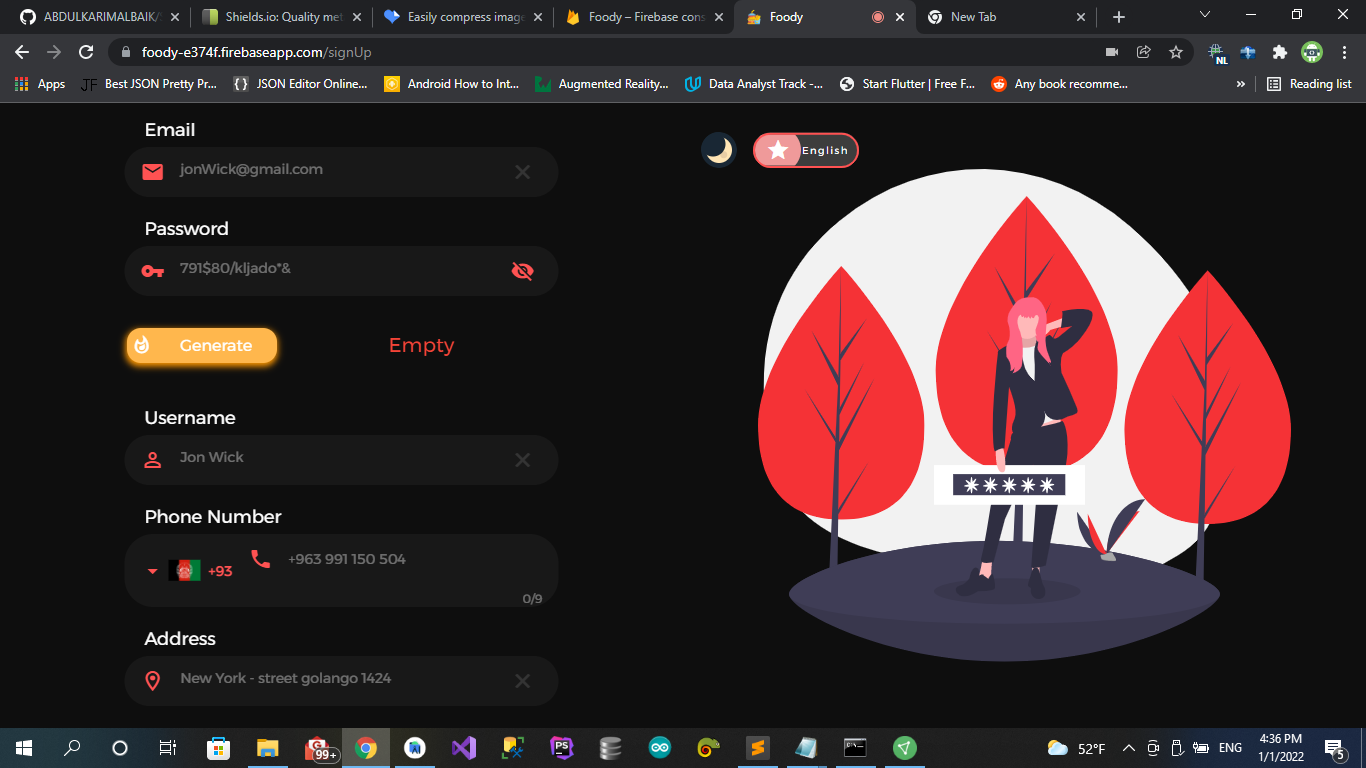 ABDULKARIMALBAIK/
Shields.io: Quality met
Easily compress image
Foody – Firebase cons
Foody
New Tab
foody-e374f.firebaseapp.com/signUp
NL
Apps
JF Best JSON Pretty Pr...
{} JSON Editor Online...
Android How to Int...
Augmented Reality...
Data Analyst Track -...
Start Flutter | Free F...
Any book recomme...
»
Reading list
Email
jonWick@gmail.com
English
Password
791$80/kljado*&
Generate
Empty
Username
Jon Wick
Phone Number
+93
+963 991 150 504
0/9
Address
New York - street golango 1424
99+
PS
52°F
ENG
4:36 PM
1/1/2022
5